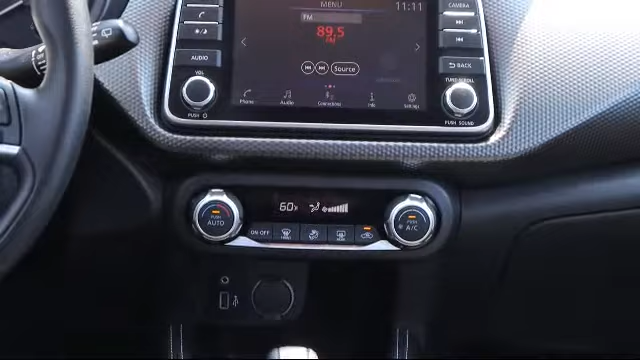 MENU
11:11
CAMERA
FM
89.5
FM
AUDIO
BACK
Source
VOL
TUNE·SCROLL
Phone
Audio
Connections
Info
Settings
PUSH
PUSH SOUND
60
PUSH
AUTO
PUSH
A/C
ON·OFF